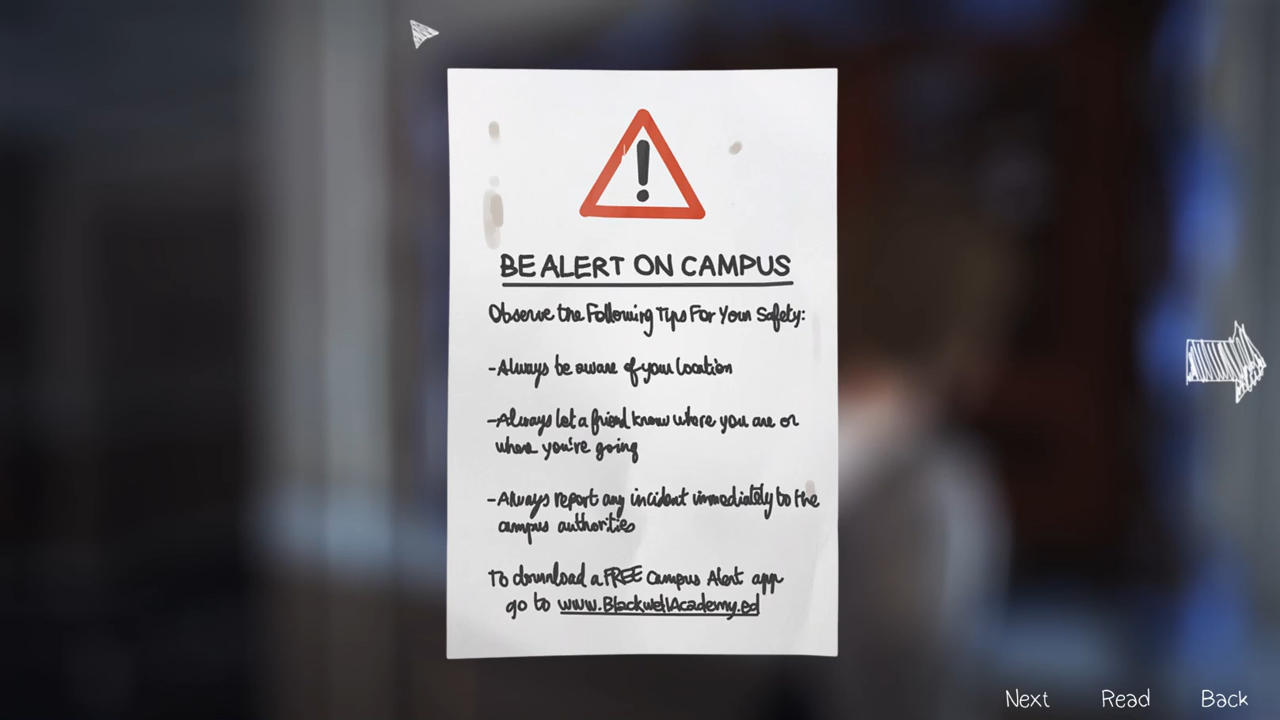 !
BE ALERT ON CAMPUS
Observe the Following Tips For Your Safety:
-Always be aware of your location
-Always let a friend know where you are or
where you're going
-Always report any incident immediately to the
campus authorities
To download a FREE Campus Alert app
go to www.BlackwellAcademy.ed
Next Read Back